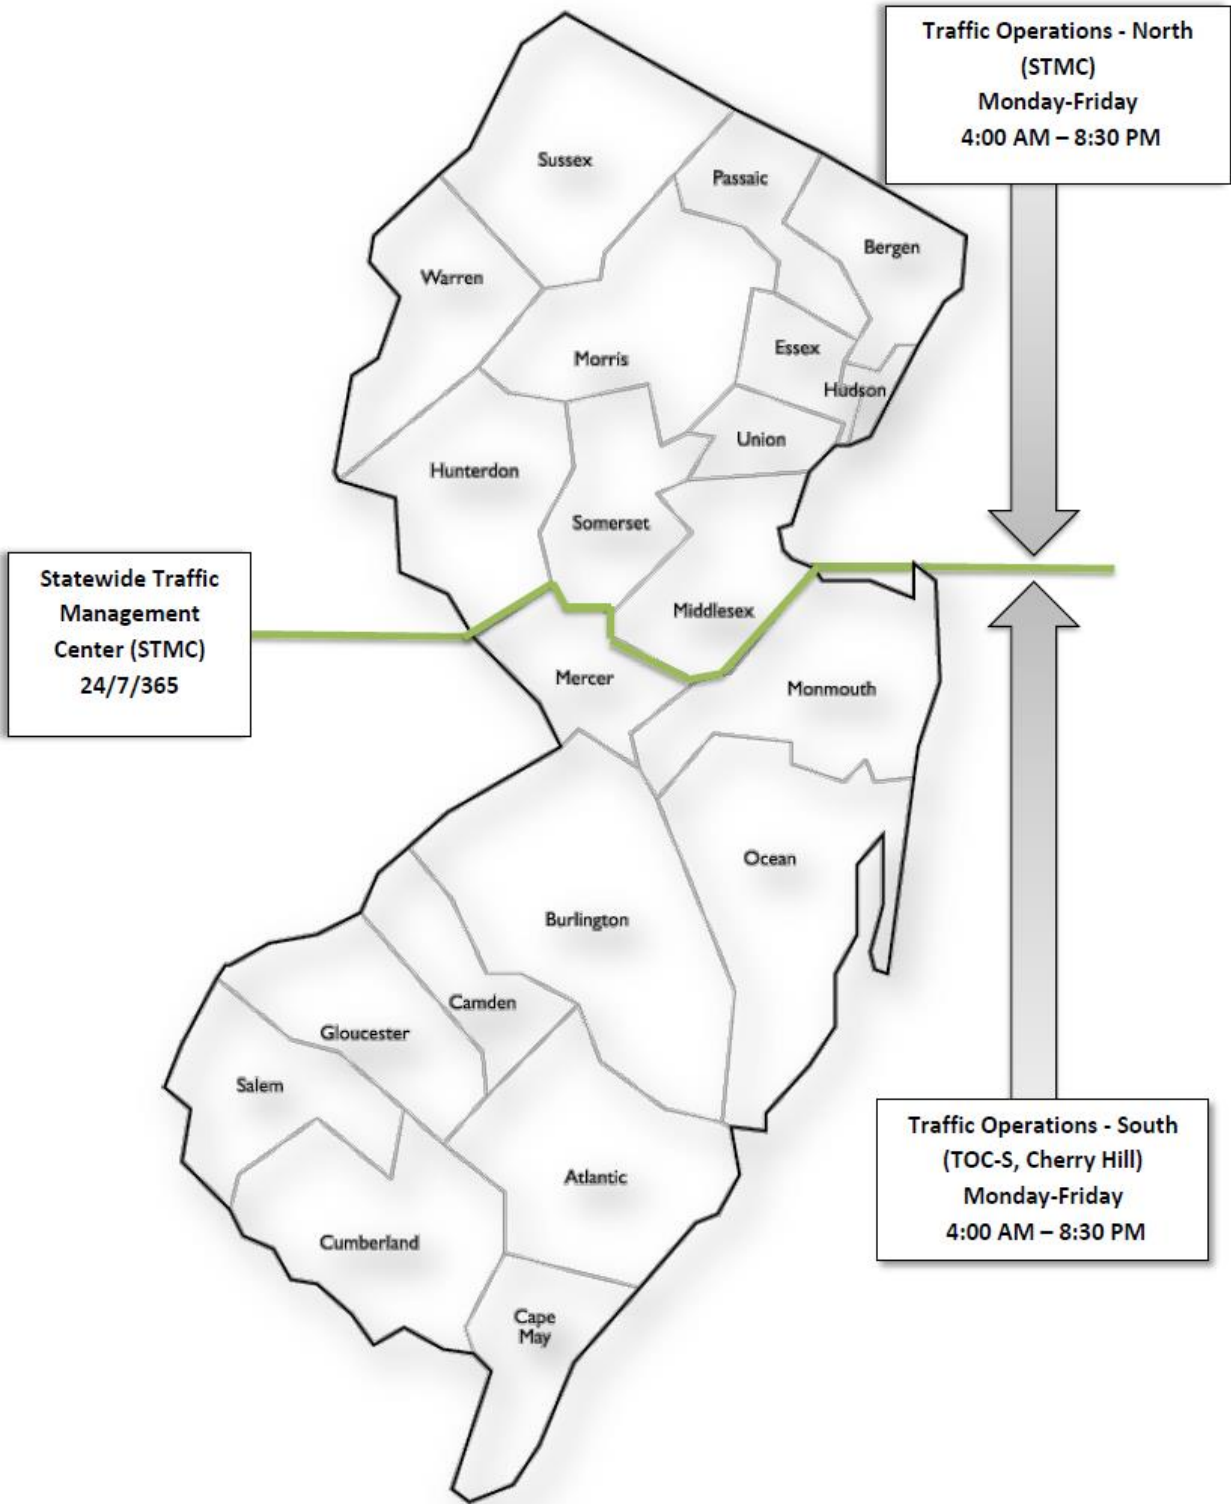 Traffic Operations - North
(STMC)
Monday-Friday
4:00 AM – 8:30 PM
Sussex
Passaic
Bergen
Warren
Essex
Morris
Hudson
Union
Hunterdon
Somerset
Statewide Traffic
Management
Center (STMC)
24/7/365
Middlesex
Mercer
Monmouth
Ocean
Burlington
Camden
Gloucester
Salem
Traffic Operations - South
(TOC-S, Cherry Hill)
Monday-Friday
4:00 AM – 8:30 PM
Atlantic
Cumberland
Cape
May